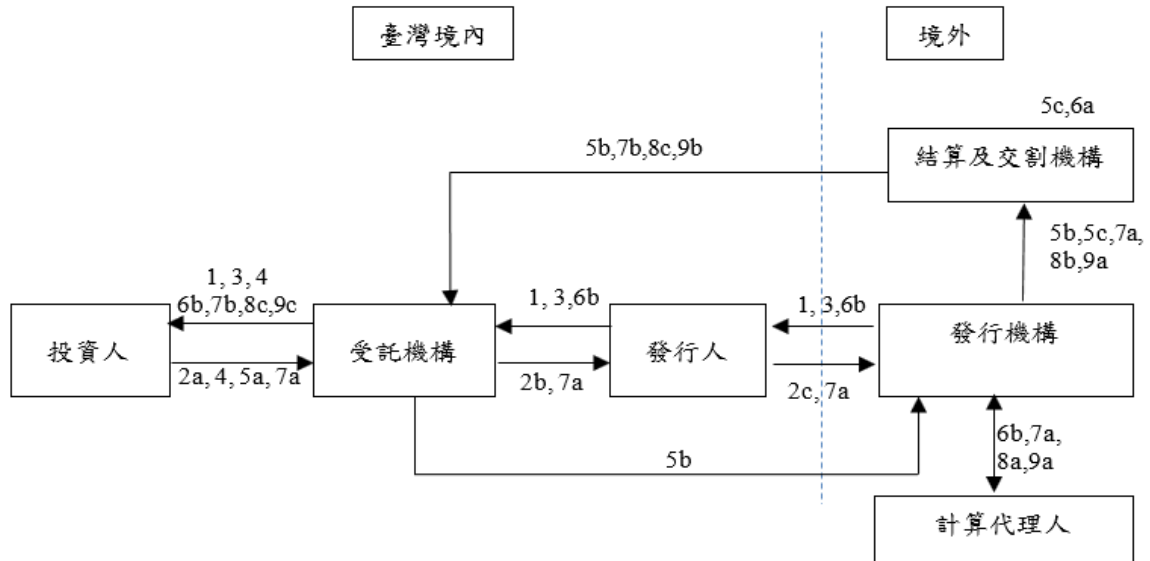 臺灣境內
境外
5c,6a
結算及交割機構
5b,7b,8c,9b
5b,5c,7a,
8b,9a
1, 3, 4
6b,7b,8c,9c
投資人
2a, 4, 5a, 7a
受託機構
1, 3,6b
2b, 7a
發行人
1, 3,6b
2c, 7a
發行機構
5b
6b,7a,
8a,9a
計算代理人